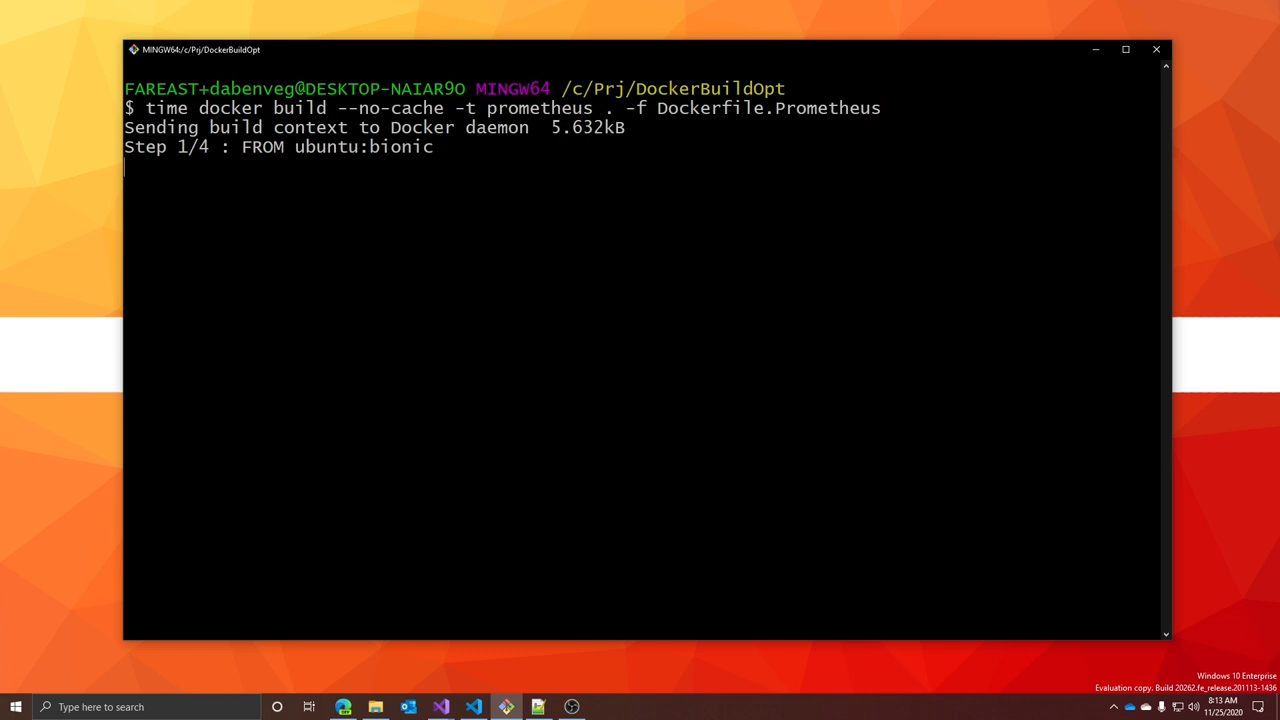 MINGW64:/c/Prj/DockerBuildOpt
FAREAST+dabenveg@DESKTOP-NAIAR9O MINGW64 /c/Prj/DockerBuildOpt
$ time docker build --no-cache -t prometheus . -f Dockerfile.Prometheus
Sending build context to Docker daemon  5.632kB
Step 1/4 : FROM ubuntu:bionic
Windows 10 Enterprise
Evaluation copy. Build 20262.fe_release.201113-1436
Type here to search
8:13 AM
11/25/2020